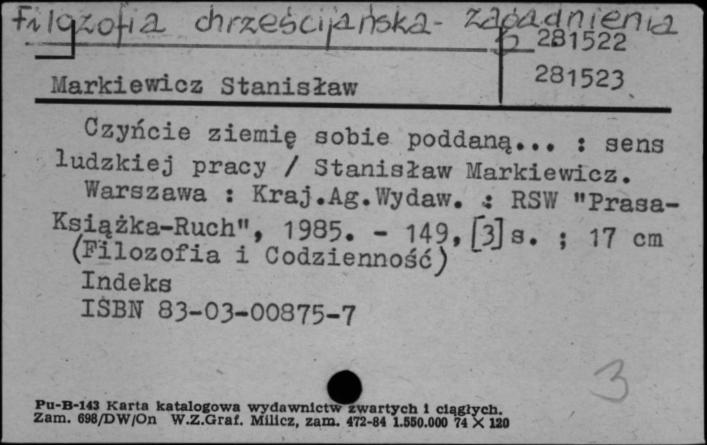 Filozofia chrześcijańska - zagadnienia
p 281522
281523
Markiewicz Stanisław
Czyńcie ziemię sobie poddaną... : sens
ludzkiej pracy / Stanisław Markiewicz.
Warszawa : Kraj.Ag.Wydaw. : RSW "Prasa-
Książka-Ruch", 1985. - 149,[3]s. ; 17 cm
(Filozofia i Codzienność)
Indeks
ISBN 83-03-00875-7
3
Pu-B-143 Karta katalogowa wydawnictw zwartych i ciągłych.
Zam. 698/DW/On W.Z.Graf. Milicz, zam. 472-84 1.550.000 74 X 120